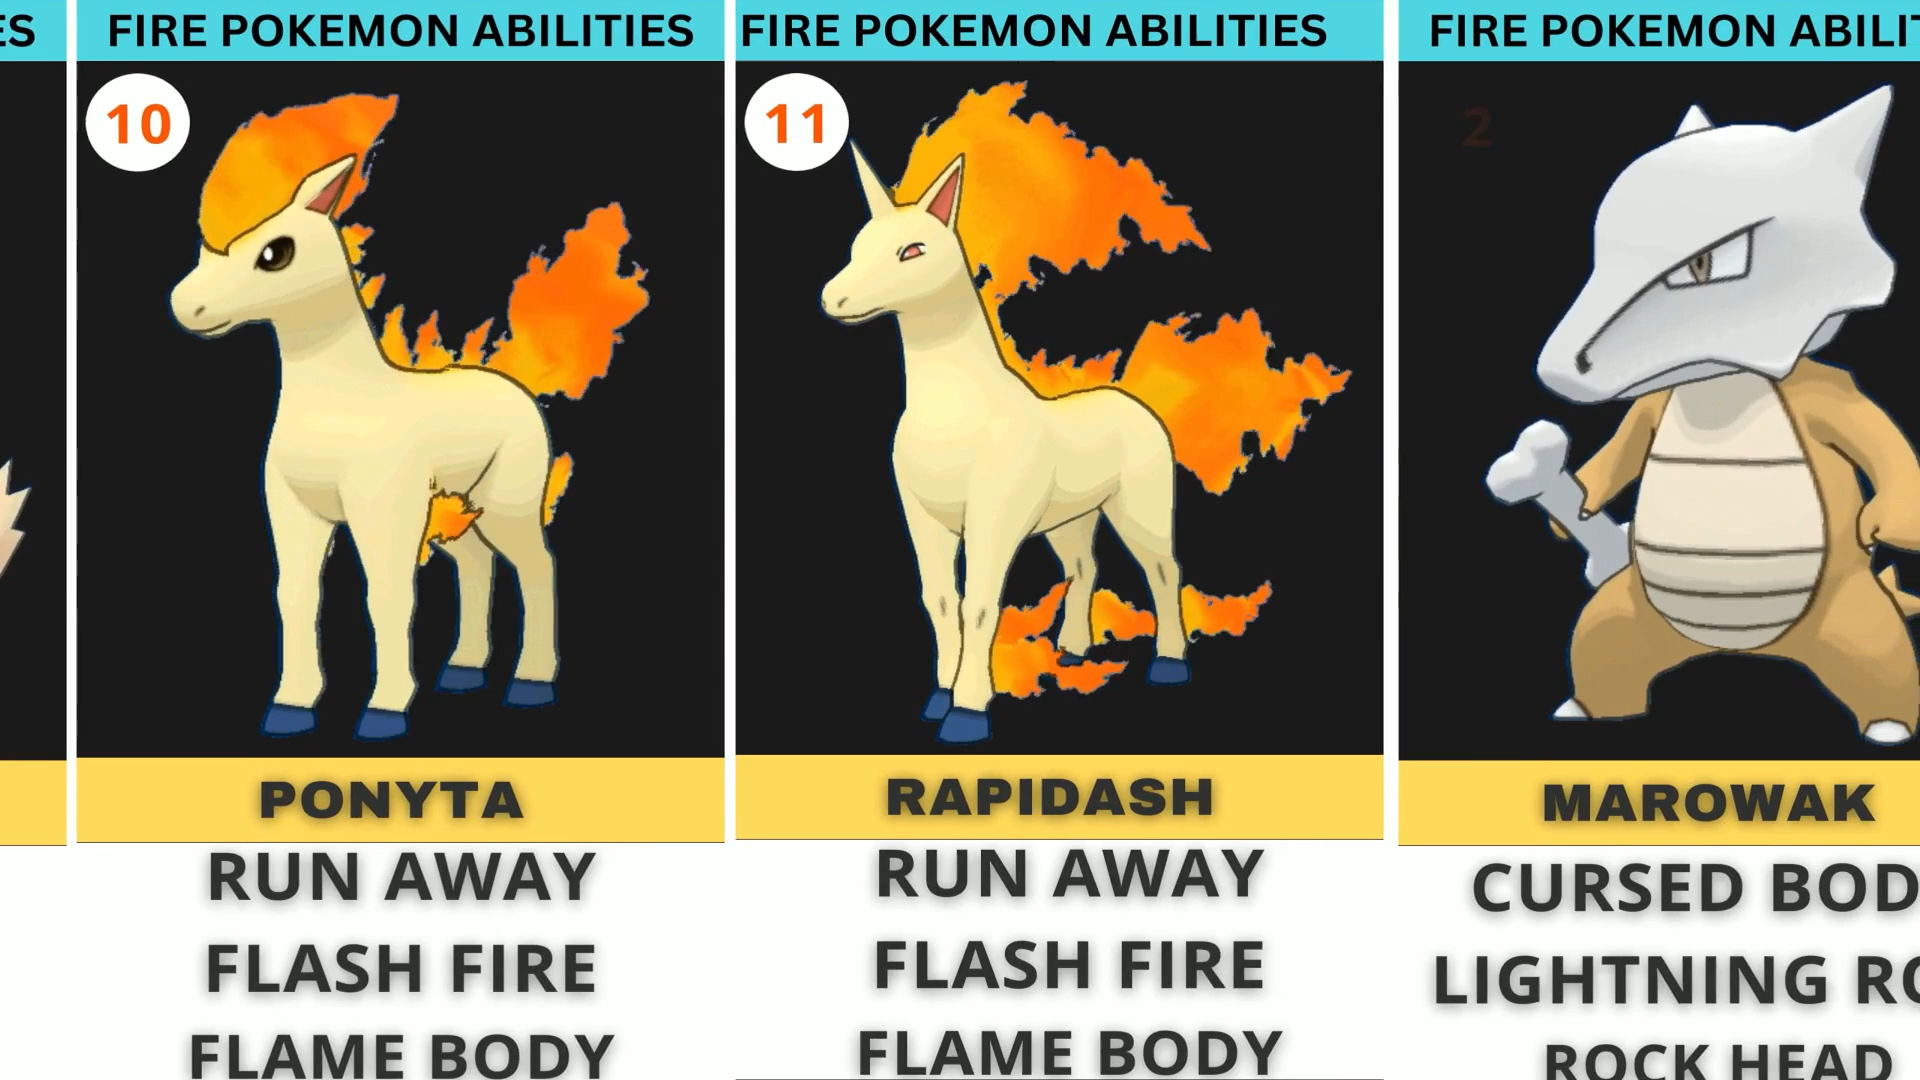 ES
FIRE POKEMON ABILITIES
10
PONYTA
RUN AWAY
FLASH FIRE
FLAME BODY
FIRE POKEMON ABILITIES
11
RAPIDASH
RUN AWAY
FLASH FIRE
FLAME BODY
FIRE POKEMON ABILIT
2
MAROWAK
CURSED BOD
LIGHTNING RO
ROCK HEAD